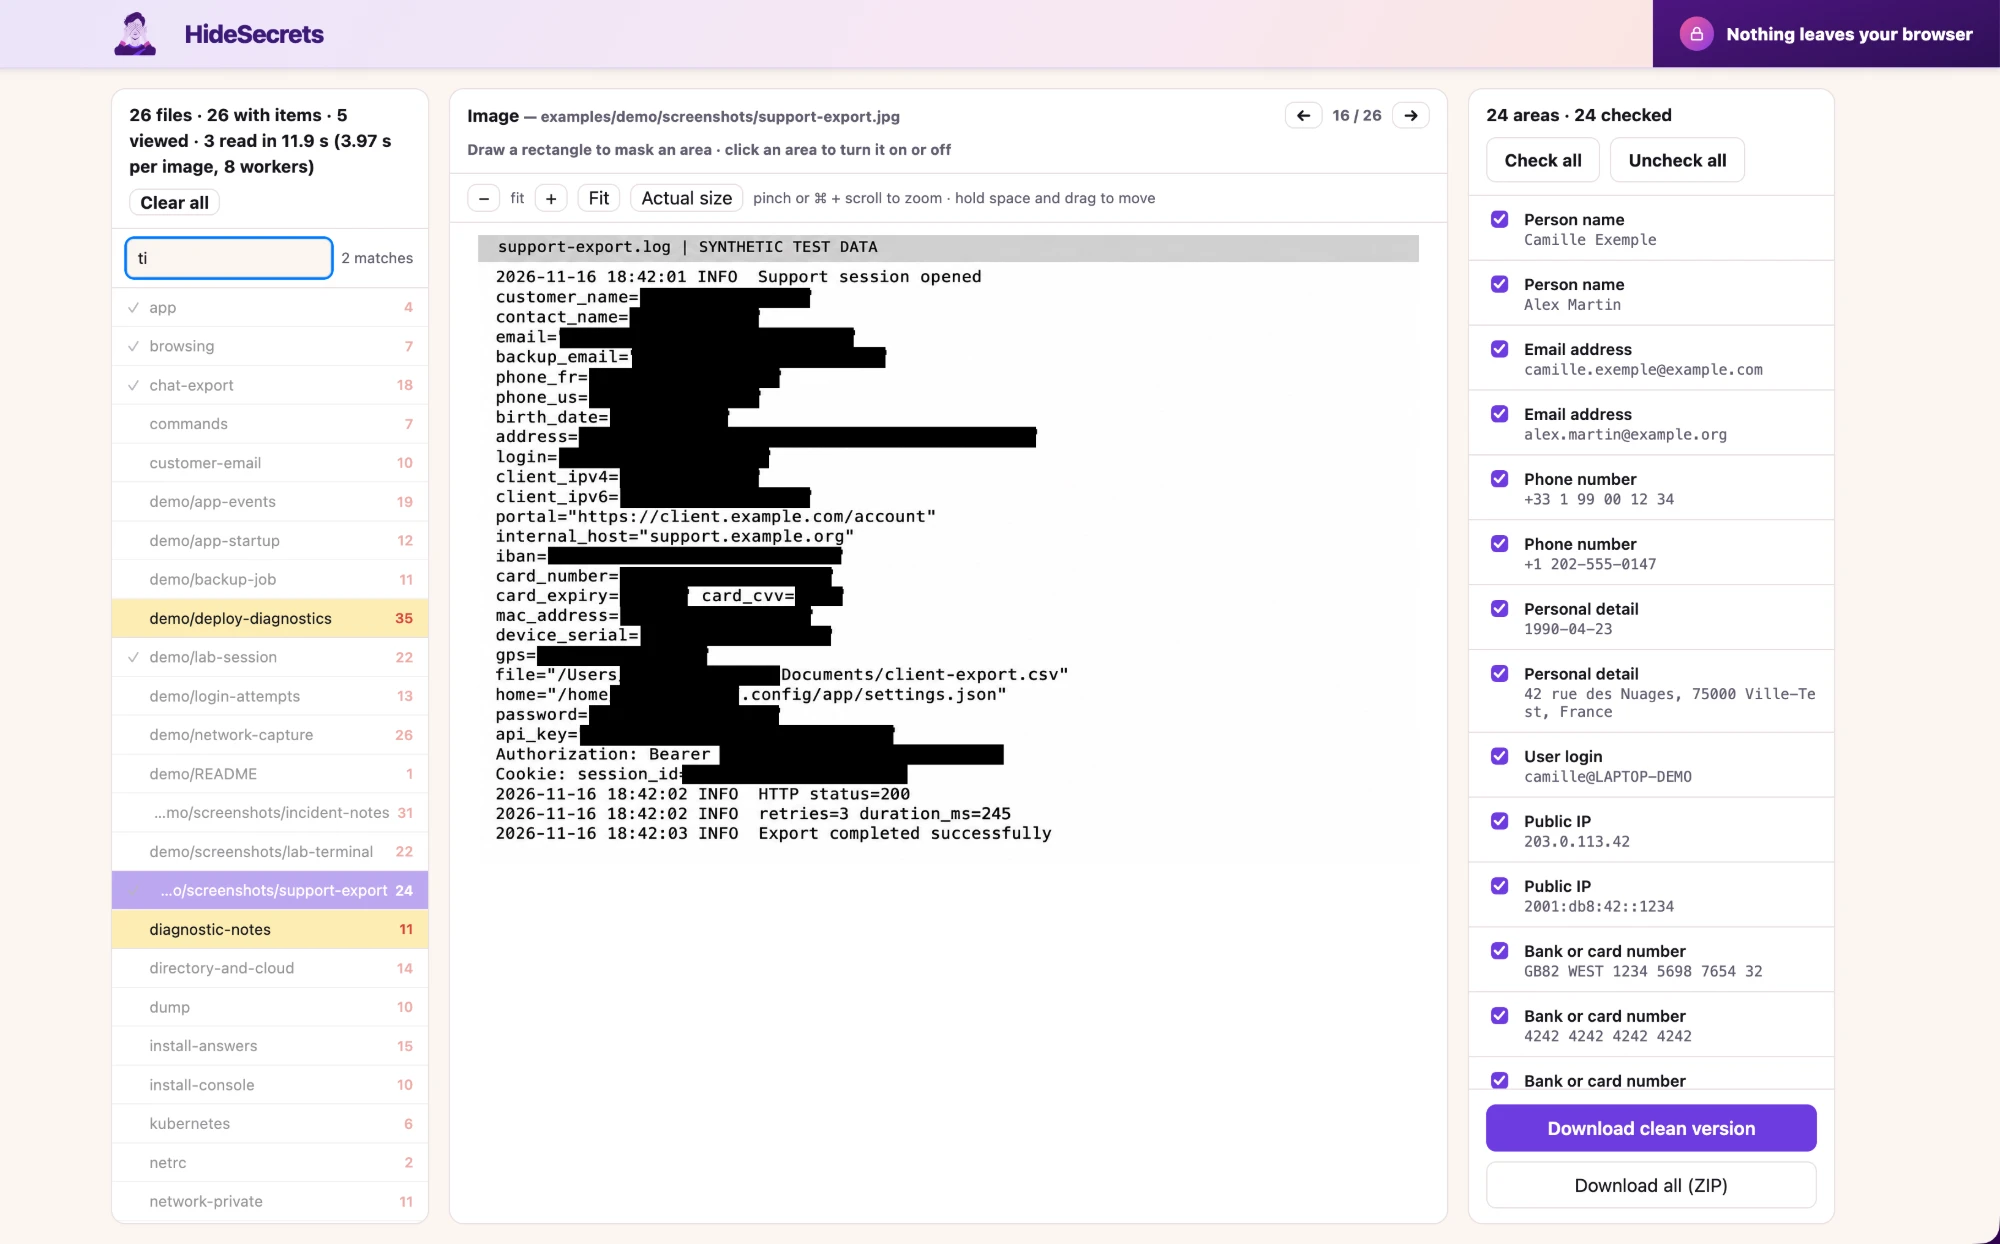 HideSecrets
Nothing leaves your browser
26 files · 26 with items · 5
viewed · 3 read in 11.9 s (3.97 s
per image, 8 workers)
Clear all
ti
2 matches
✓ app 4
✓ browsing 7
✓ chat-export 18
commands 7
customer-email 10
demo/app-events 19
demo/app-startup 12
demo/backup-job 11
demo/deploy-diagnostics 35
✓ demo/lab-session 22
demo/login-attempts 13
demo/network-capture 26
demo/README 1
...mo/screenshots/incident-notes 31
demo/screenshots/lab-terminal 22
...o/screenshots/support-export 24
diagnostic-notes 11
directory-and-cloud 14
dump 10
install-answers 15
install-console 10
kubernetes 6
netrc 2
network-private 11
Image — examples/demo/screenshots/support-export.jpg
← 16 / 26 →
Draw a rectangle to mask an area · click an area to turn it on or off
− fit + Fit Actual size pinch or ⌘ + scroll to zoom · hold space and drag to move
support-export.log | SYNTHETIC TEST DATA
2026-11-16 18:42:01 INFO  Support session opened
customer_name=
contact_name=
email=
backup_email=
phone_fr=
phone_us=
birth_date=
address=
login=
client_ipv4=
client_ipv6=
portal="https://client.example.com/account"
internal_host="support.example.org"
iban=
card_number=
card_expiry= card_cvv=
mac_address=
device_serial=
gps=
file="/Users Documents/client-export.csv"
home="/home .config/app/settings.json"
password=
api_key=
Authorization: Bearer
Cookie: session_id=
2026-11-16 18:42:02 INFO  HTTP status=200
2026-11-16 18:42:02 INFO  retries=3 duration_ms=245
2026-11-16 18:42:03 INFO  Export completed successfully
24 areas · 24 checked
Check all
Uncheck all
Person name
Camille Exemple
Person name
Alex Martin
Email address
camille.exemple@example.com
Email address
alex.martin@example.org
Phone number
+33 1 99 00 12 34
Phone number
+1 202-555-0147
Personal detail
1990-04-23
Personal detail
42 rue des Nuages, 75000 Ville-Te
st, France
User login
camille@LAPTOP-DEMO
Public IP
203.0.113.42
Public IP
2001:db8:42::1234
Bank or card number
GB82 WEST 1234 5698 7654 32
Bank or card number
4242 4242 4242 4242
Bank or card number
Download clean version
Download all (ZIP)